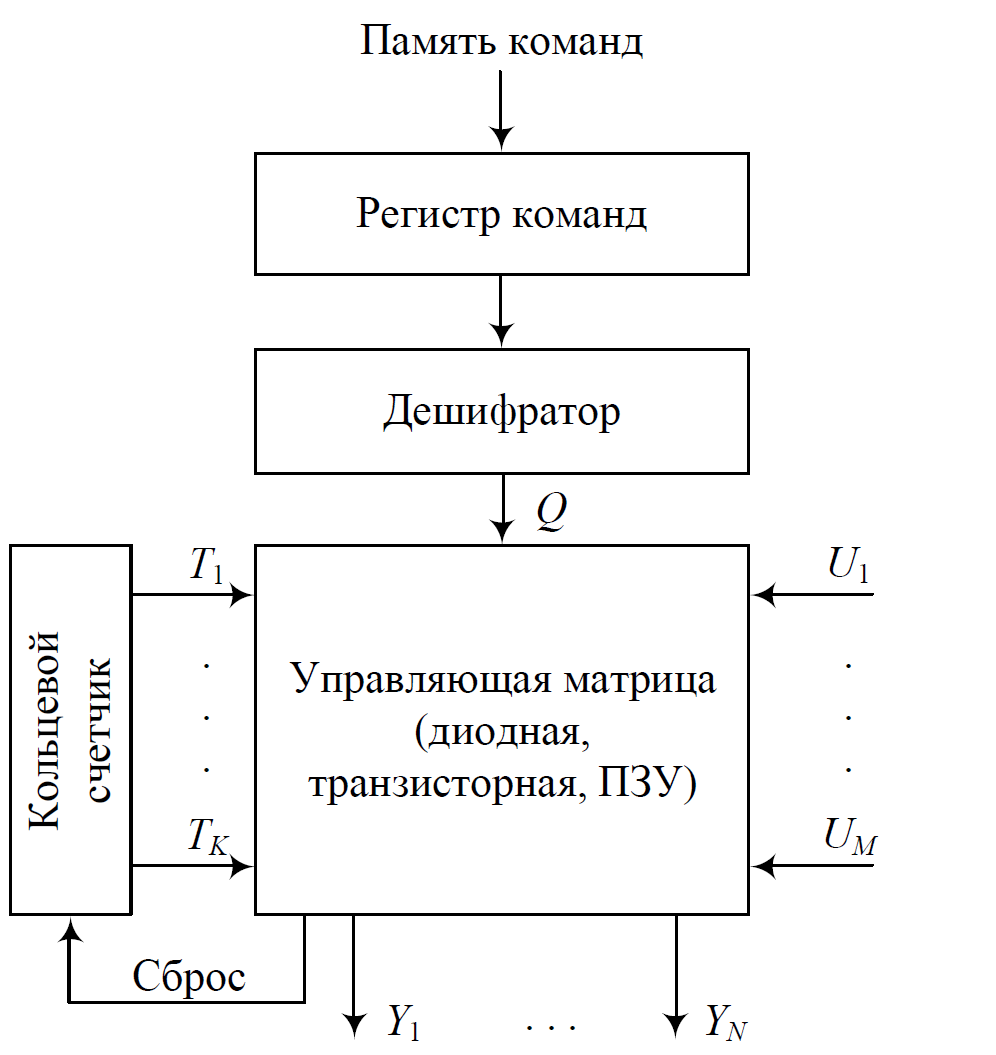 Память команд
Регистр команд
Дешифратор
Q
Кольцевой
счетчик
T1
.
.
.
TK
Управляющая матрица
(диодная,
транзисторная, ПЗУ)
U1
.
.
.
UM
Сброс
Y1 . . . YN